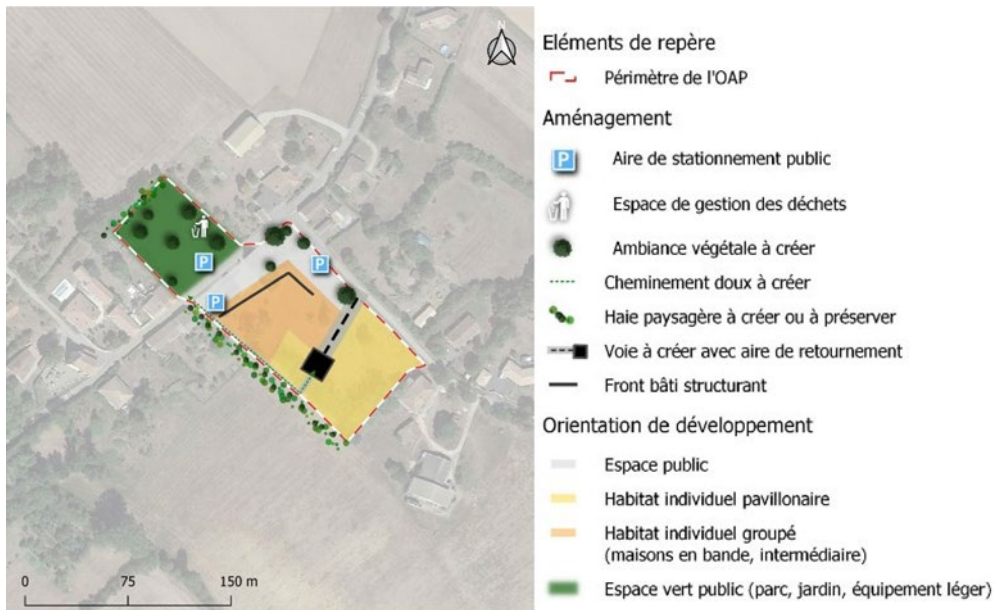 N
P
P
P
0 75 150 m
Eléments de repère
Périmètre de l'OAP
Aménagement
P Aire de stationnement public
Espace de gestion des déchets
Ambiance végétale à créer
Cheminement doux à créer
Haie paysagère à créer ou à préserver
Voie à créer avec aire de retournement
Front bâti structurant
Orientation de développement
Espace public
Habitat individuel pavillonaire
Habitat individuel groupé
(maisons en bande, intermédiaire)
Espace vert public (parc, jardin, équipement léger)